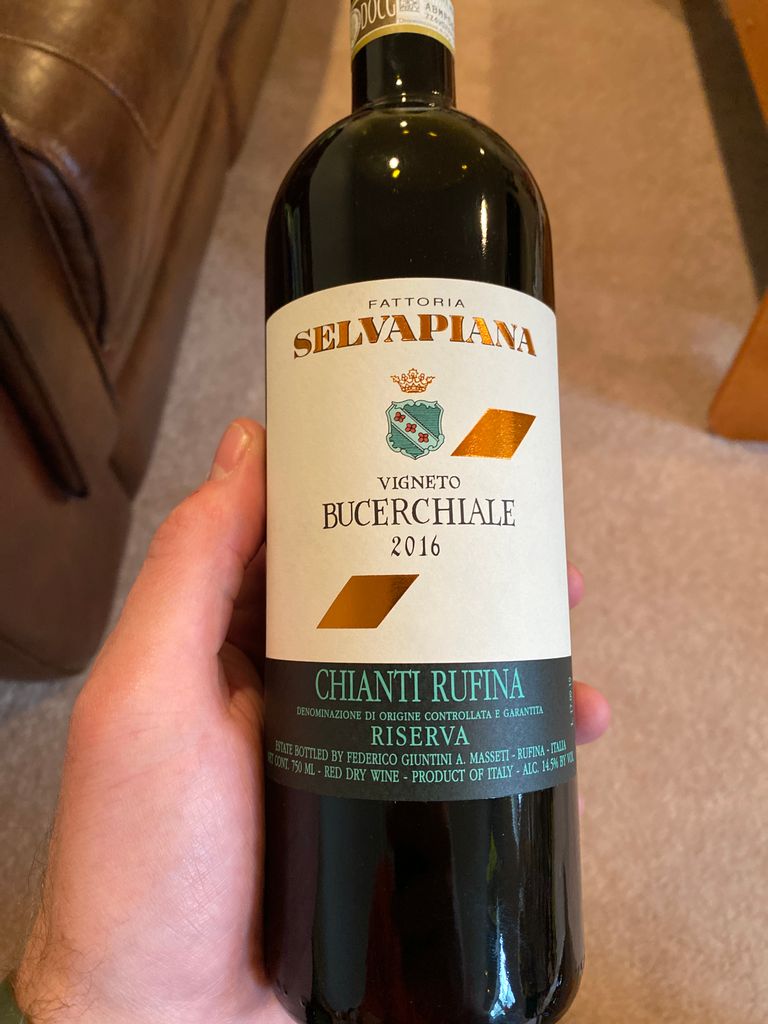 DOCG
FATTORIA
SELVAPIANA
VIGNETO
BUCERCHIALE
2016
CHIANTI RUFINA
DENOMINAZIONE DI ORIGINE CONTROLLATA E GARANTITA
RISERVA
ESTATE BOTTLED BY FEDERICO GIUNTINI A. MASSETI - RUFINA - ITALIA
CONT. 750 ML - RED DRY WINE - PRODUCT OF ITALY - ALC. 14.5% BY VOL